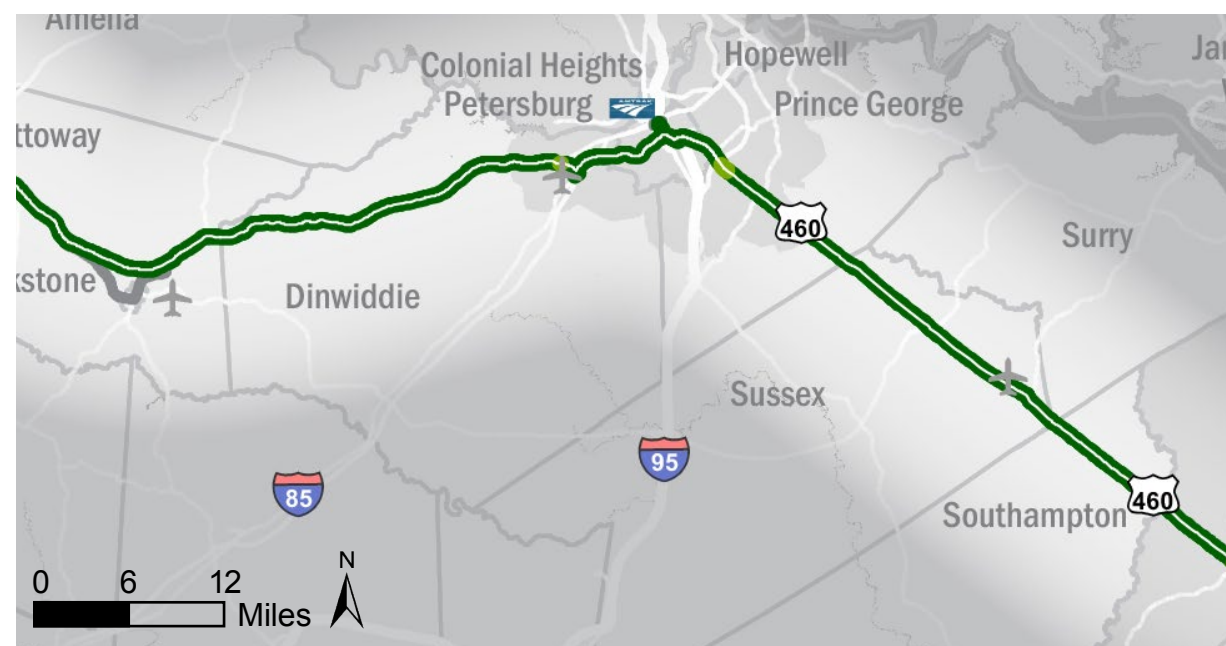 Amelia
Colonial Heights
Hopewell
Petersburg
AMTRAK
Prince George
ttoway
460
Surry
kstone
Dinwiddie
Sussex
95
85
460
Southampton
0 6 12
Miles
N